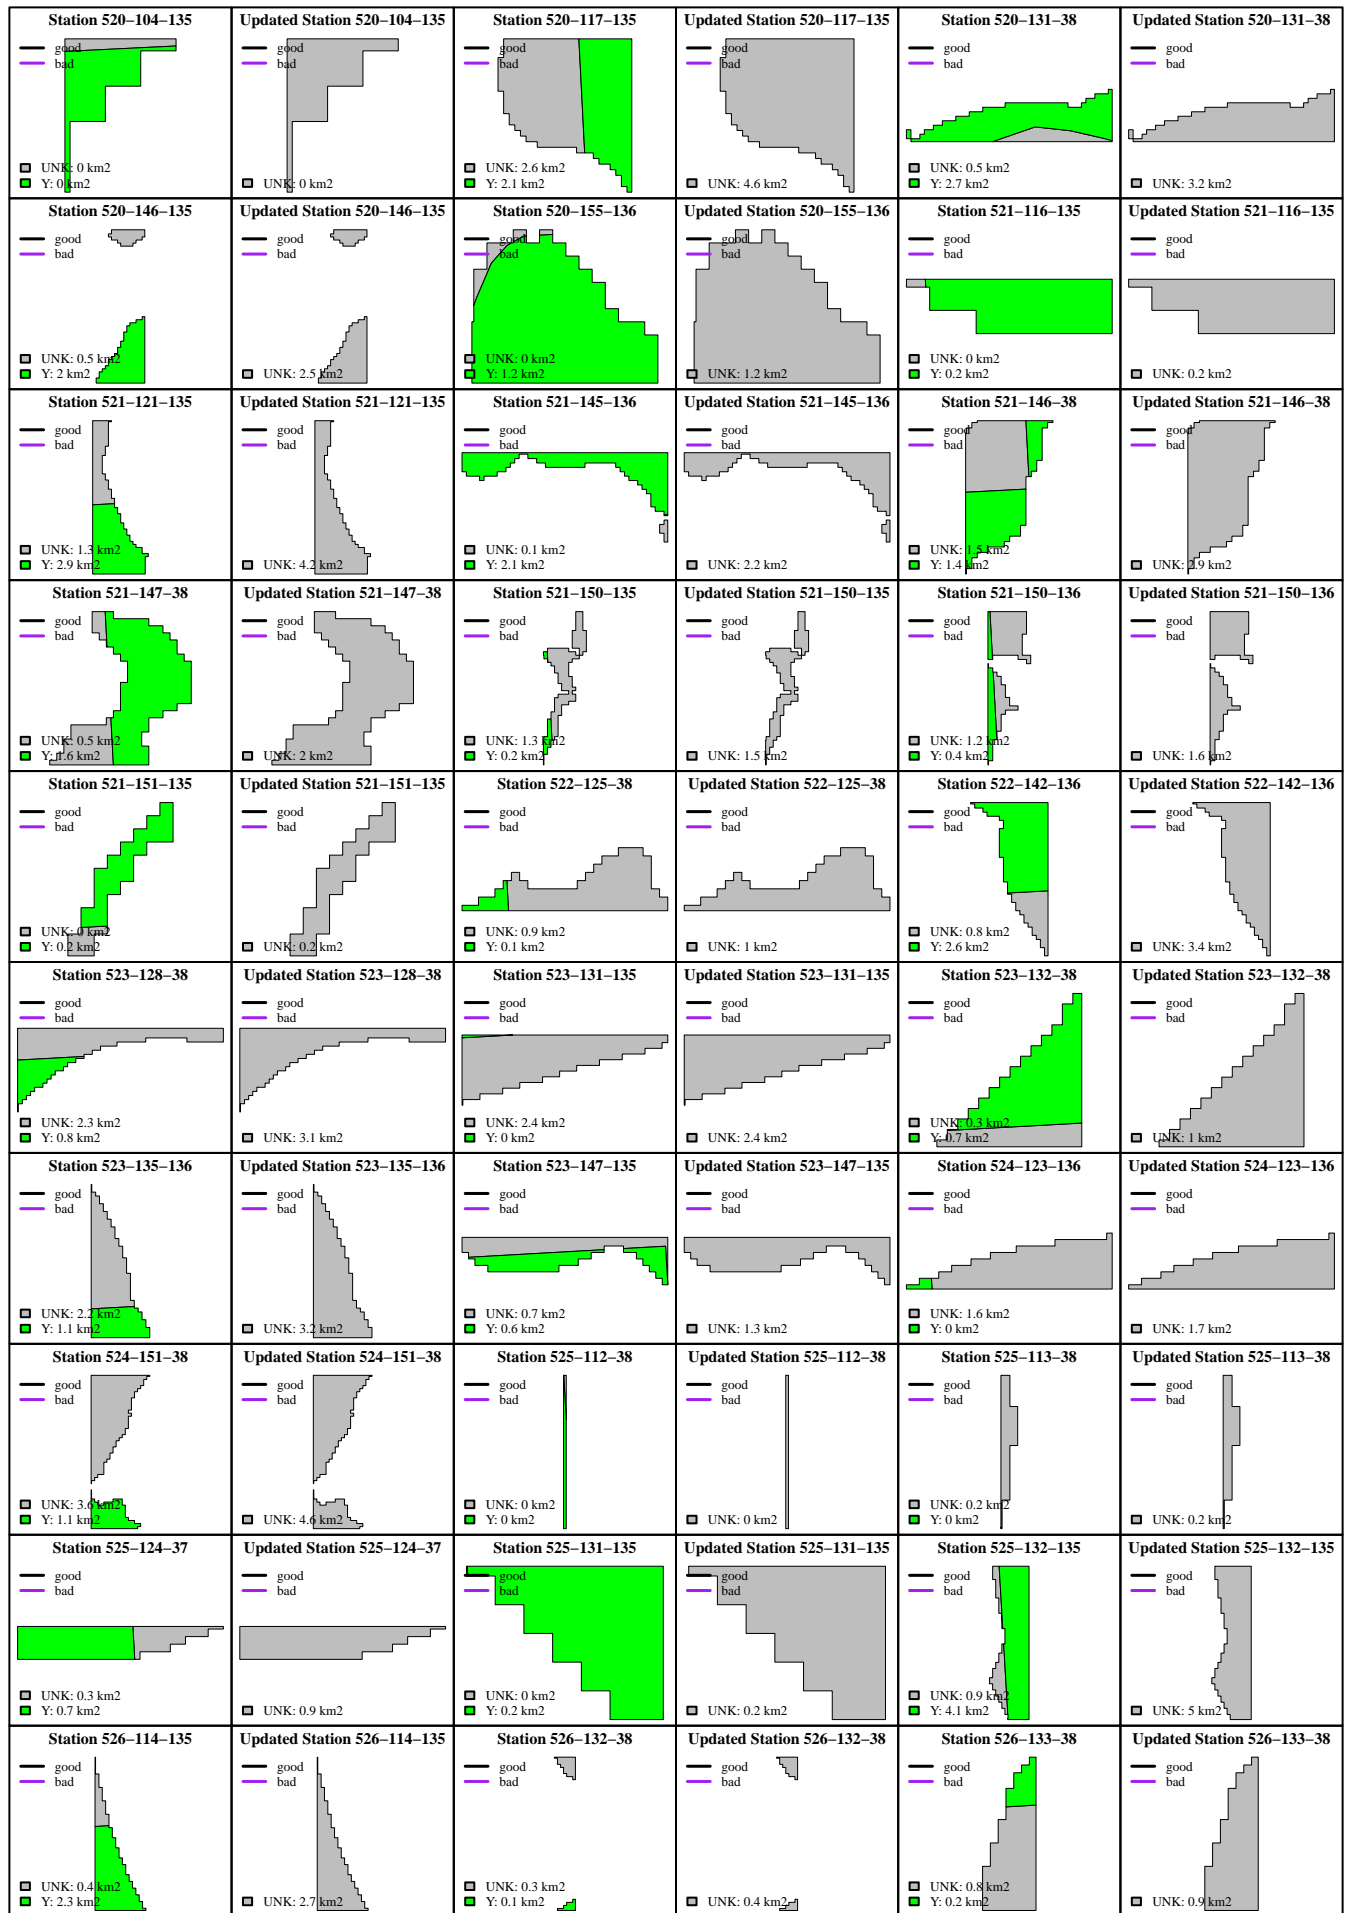 Station 520−104−135
good
bad
UNK: 0 km2
Y: 0 km2
Updated Station 520−104−135
good
bad
UNK: 0 km2
Station 520−117−135
good
bad
UNK: 2.6 km2
Y: 2.1 km2
Updated Station 520−117−135
good
bad
UNK: 4.6 km2
Station 520−131−38
good
bad
UNK: 0.5 km2
Y: 2.7 km2
Updated Station 520−131−38
good
bad
UNK: 3.2 km2
Station 520−146−135
good
bad
UNK: 0.5 km2
Y: 2 km2
Updated Station 520−146−135
good
bad
UNK: 2.5 km2
Station 520−155−136
good
bad
UNK: 0 km2
Y: 1.2 km2
Updated Station 520−155−136
good
bad
UNK: 1.2 km2
Station 521−116−135
good
bad
UNK: 0 km2
Y: 0.2 km2
Updated Station 521−116−135
good
bad
UNK: 0.2 km2
Station 521−121−135
good
bad
UNK: 1.3 km2
Y: 2.9 km2
Updated Station 521−121−135
good
bad
UNK: 4.2 km2
Station 521−145−136
good
bad
UNK: 0.1 km2
Y: 2.1 km2
Updated Station 521−145−136
good
bad
UNK: 2.2 km2
Station 521−146−38
good
bad
UNK: 1.5 km2
Y: 1.4 km2
Updated Station 521−146−38
good
bad
UNK: 2.9 km2
Station 521−147−38
good
bad
UNK: 0.5 km2
Y: 1.6 km2
Updated Station 521−147−38
good
bad
UNK: 2 km2
Station 521−150−135
good
bad
UNK: 1.3 km2
Y: 0.2 km2
Updated Station 521−150−135
good
bad
UNK: 1.5 km2
Station 521−150−136
good
bad
UNK: 1.2 km2
Y: 0.4 km2
Updated Station 521−150−136
good
bad
UNK: 1.6 km2
Station 521−151−135
good
bad
UNK: 0 km2
Y: 0.2 km2
Updated Station 521−151−135
good
bad
UNK: 0.2 km2
Station 522−125−38
good
bad
UNK: 0.9 km2
Y: 0.1 km2
Updated Station 522−125−38
good
bad
UNK: 1 km2
Station 522−142−136
good
bad
UNK: 0.8 km2
Y: 2.6 km2
Updated Station 522−142−136
good
bad
UNK: 3.4 km2
Station 523−128−38
good
bad
UNK: 2.3 km2
Y: 0.8 km2
Updated Station 523−128−38
good
bad
UNK: 3.1 km2
Station 523−131−135
good
bad
UNK: 2.4 km2
Y: 0 km2
Updated Station 523−131−135
good
bad
UNK: 2.4 km2
Station 523−132−38
good
bad
UNK: 0.3 km2
Y: 0.7 km2
Updated Station 523−132−38
good
bad
UNK: 1 km2
Station 523−135−136
good
bad
UNK: 2.2 km2
Y: 1.1 km2
Updated Station 523−135−136
good
bad
UNK: 3.2 km2
Station 523−147−135
good
bad
UNK: 0.7 km2
Y: 0.6 km2
Updated Station 523−147−135
good
bad
UNK: 1.3 km2
Station 524−123−136
good
bad
UNK: 1.6 km2
Y: 0 km2
Updated Station 524−123−136
good
bad
UNK: 1.7 km2
Station 524−151−38
good
bad
UNK: 3.6 km2
Y: 1.1 km2
Updated Station 524−151−38
good
bad
UNK: 4.6 km2
Station 525−112−38
good
bad
UNK: 0 km2
Y: 0 km2
Updated Station 525−112−38
good
bad
UNK: 0 km2
Station 525−113−38
good
bad
UNK: 0.2 km2
Y: 0 km2
Updated Station 525−113−38
good
bad
UNK: 0.2 km2
Station 525−124−37
good
bad
UNK: 0.3 km2
Y: 0.7 km2
Updated Station 525−124−37
good
bad
UNK: 0.9 km2
Station 525−131−135
good
bad
UNK: 0 km2
Y: 0.2 km2
Updated Station 525−131−135
good
bad
UNK: 0.2 km2
Station 525−132−135
good
bad
UNK: 0.9 km2
Y: 4.1 km2
Updated Station 525−132−135
good
bad
UNK: 5 km2
Station 526−114−135
good
bad
UNK: 0.4 km2
Y: 2.3 km2
Updated Station 526−114−135
good
bad
UNK: 2.7 km2
Station 526−132−38
good
bad
UNK: 0.3 km2
Y: 0.1 km2
Updated Station 526−132−38
good
bad
UNK: 0.4 km2
Station 526−133−38
good
bad
UNK: 0.8 km2
Y: 0.2 km2
Updated Station 526−133−38
good
bad
UNK: 0.9 km2